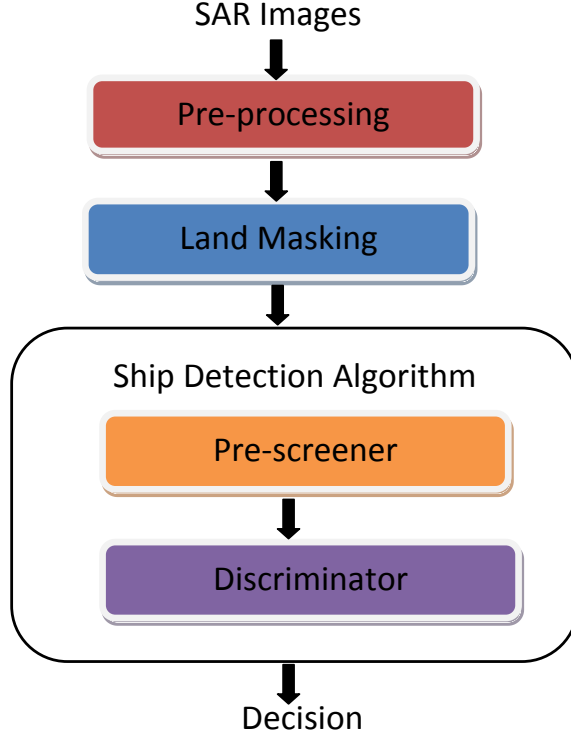 SAR Images
Pre-processing
Land Masking
Ship Detection Algorithm
Pre-screener
Discriminator
Decision